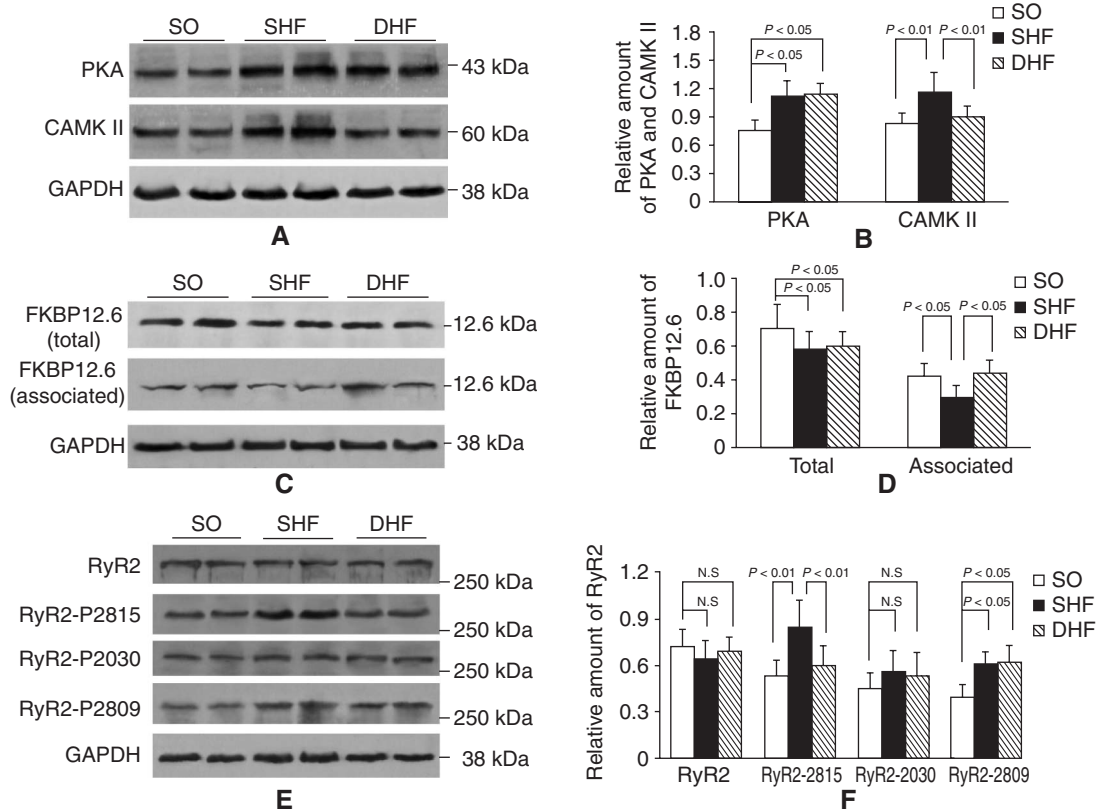 SO SHF DHF
PKA
43 kDa
CAMK II
60 kDa
GAPDH
38 kDa
A
Relative amount
of PKA and CAMK II
1.8
1.5
1.2
0.9
0.6
0.3
0
P < 0.05
P < 0.05
P < 0.01
P < 0.01
SO
SHF
DHF
PKA CAMK II
B
SO SHF DHF
FKBP12.6
(total)
12.6 kDa
FKBP12.6
(associated)
12.6 kDa
GAPDH
38 kDa
C
Relative amount of
FKBP12.6
1.0
0.8
0.6
0.4
0.2
0
P < 0.05
P < 0.05
P < 0.05
P < 0.05
SO
SHF
DHF
Total Associated
D
SO SHF DHF
RyR2
250 kDa
RyR2-P2815
250 kDa
RyR2-P2030
250 kDa
RyR2-P2809
250 kDa
GAPDH
38 kDa
E
Relative amount of RyR2
1.2
0.9
0.6
0.3
0
N.S
N.S
P < 0.01
P < 0.01
N.S
N.S
P < 0.05
P < 0.05
SO
SHF
DHF
RyR2 RyR2-2815 RyR2-2030 RyR2-2809
F